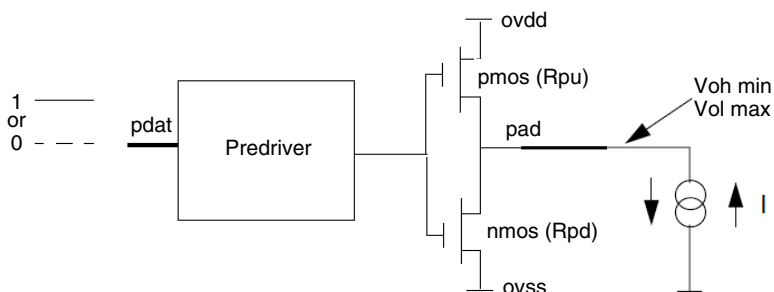 ovdd
pmos (Rpu)
Voh min
Vol max
1
or
0
pdat
Predriver
pad
I
nmos (Rpd)
ovss